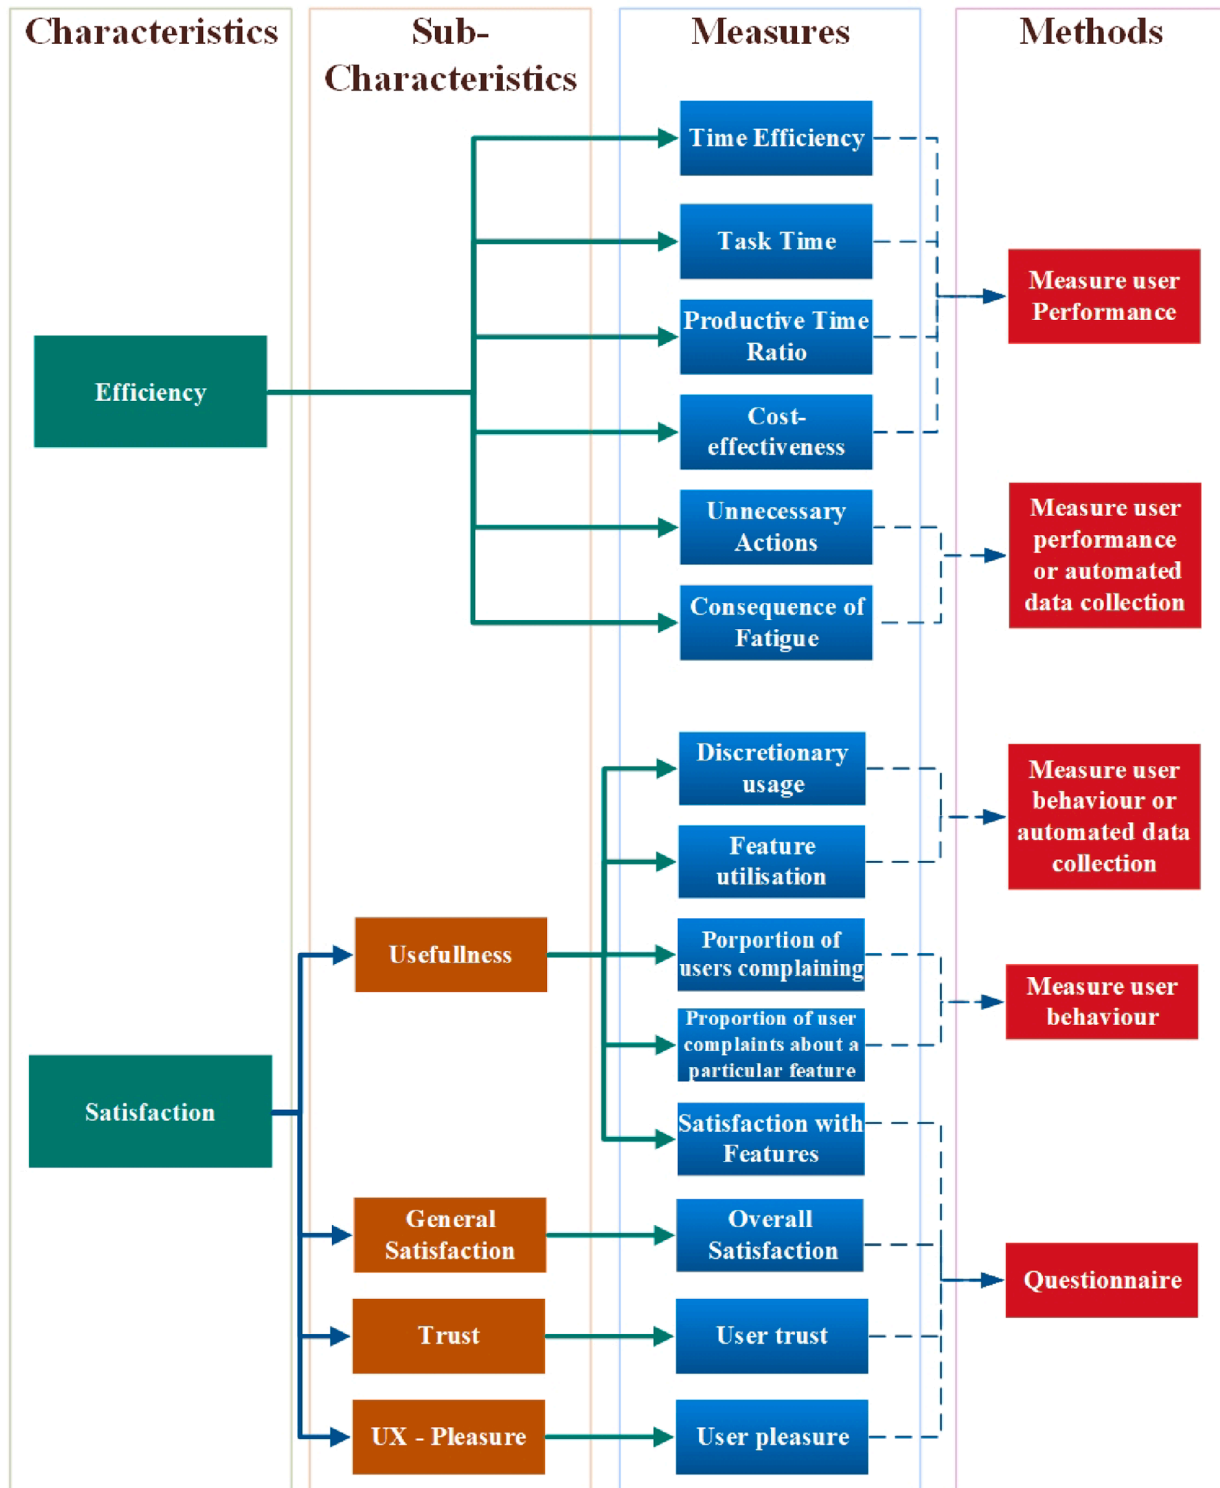 Characteristics
Sub-
Characteristics
Measures
Methods
Efficiency
Time Efficiency
Task Time
Productive Time
Ratio
Cost-
effectiveness
Unnecessary
Actions
Consequence of
Fatigue
Measure user
Performance
Measure user
performance
or automated
data collection
Satisfaction
Usefullness
General
Satisfaction
Trust
UX - Pleasure
Discretionary
usage
Feature
utilisation
Porportion of
users complaining
Proportion of user
complaints about a
particular feature
Satisfaction with
Features
Overall
Satisfaction
User trust
User pleasure
Measure user
behaviour or
automated data
collection
Measure user
behaviour
Questionnaire